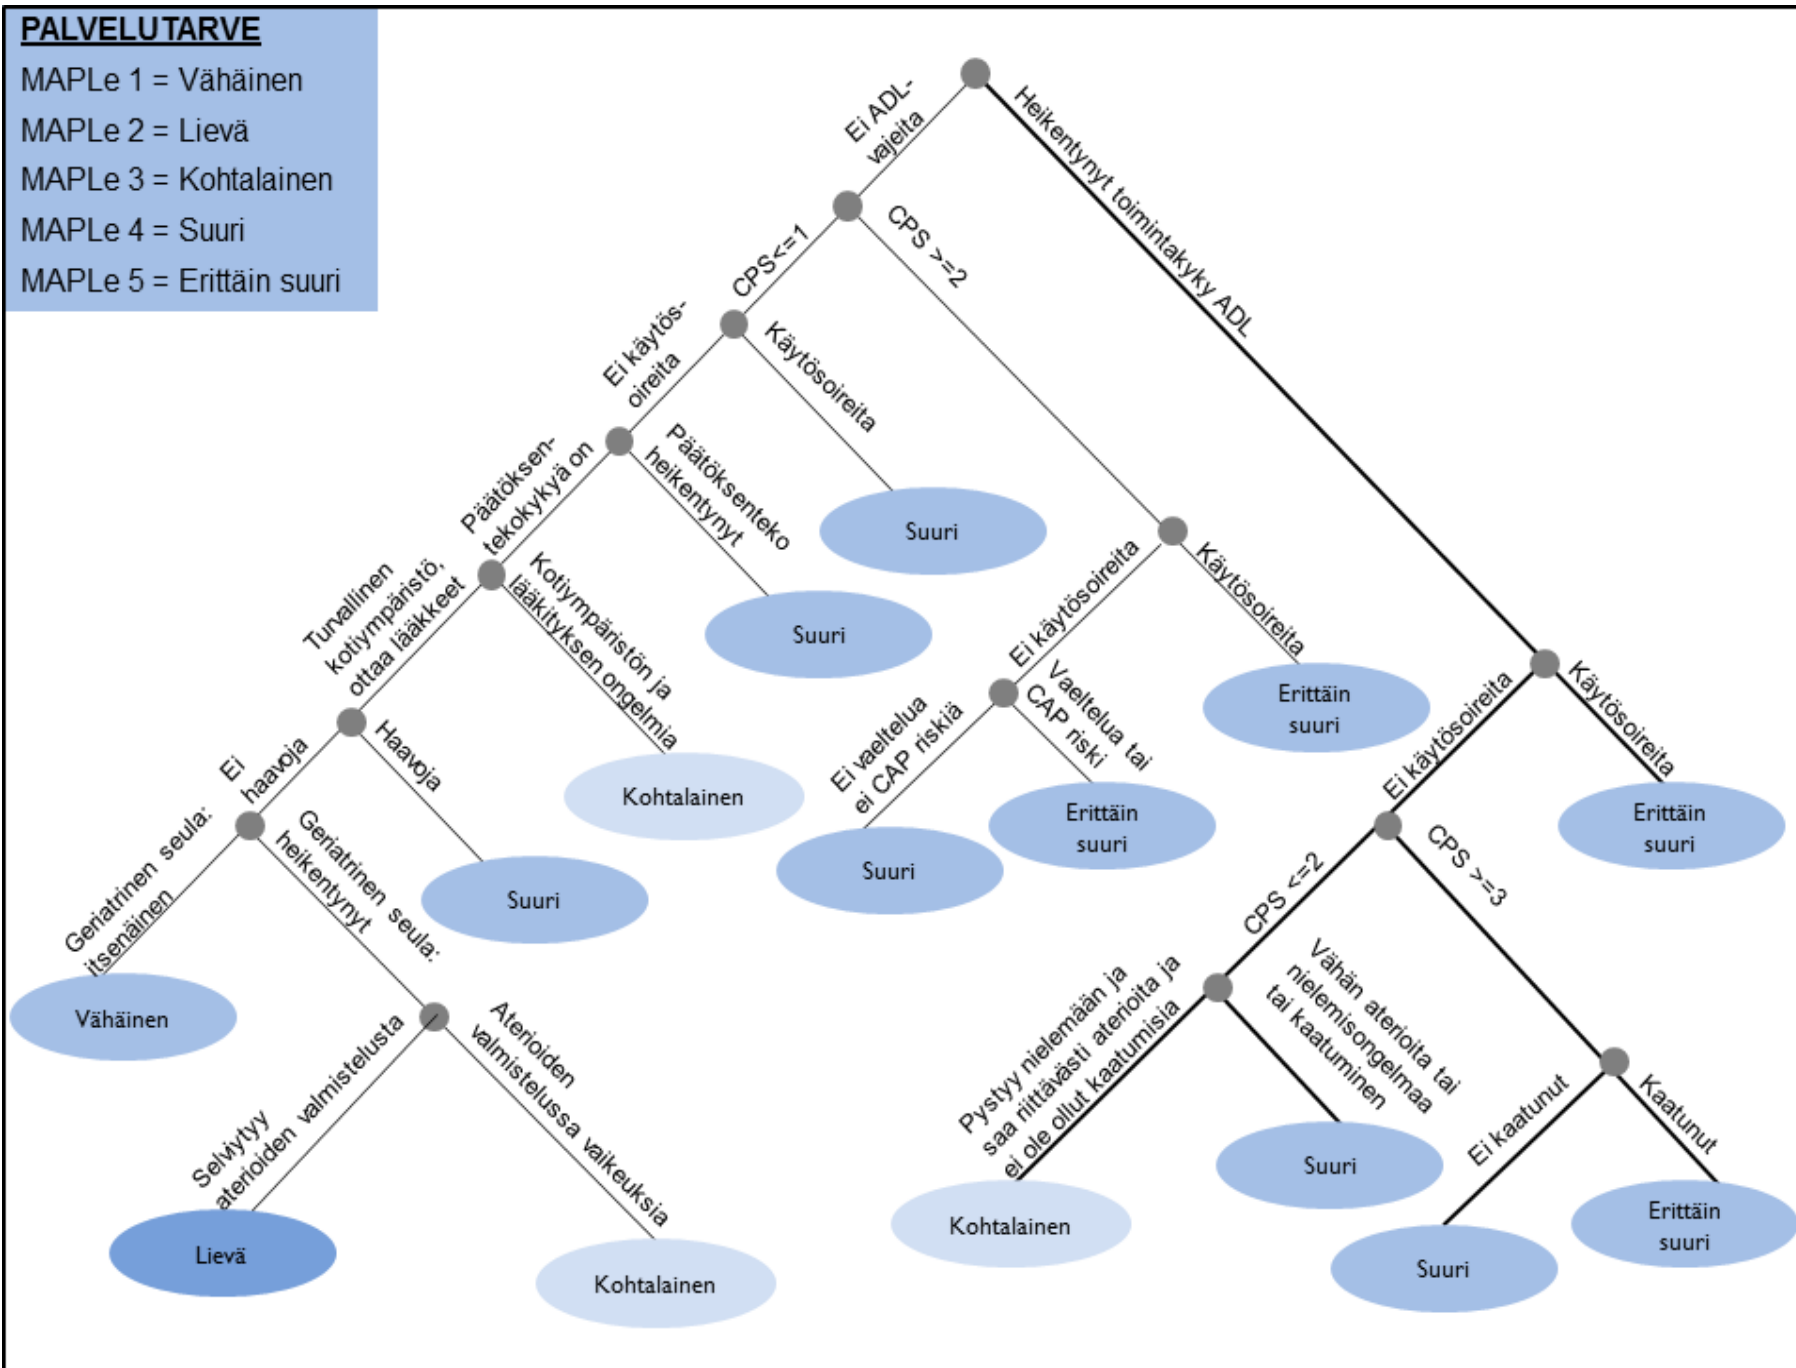 PALVELUTARVE
MAPLe 1 = Vähäinen
MAPLe 2 = Lievä
MAPLe 3 = Kohtalainen
MAPLe 4 = Suuri
MAPLe 5 = Erittäin suuri
Ei ADL-
vajeita
Heikentynyt toimintakyky ADL
CPS<=1
CPS >=2
Ei käytös-
oireita
Käytösoireita
Päätöksen-
tekokykyä on
Päätöksenteko
heikentynyt
Suuri
Suuri
Turvallinen
kotiympäristö,
ottaa lääkkeet
Kotiympäristön ja
lääkityksen ongelmia
Kohtalainen
Ei
haavoja
Haavoja
Suuri
Geriatrinen seula:
itsenäinen
Geriatrinen seula:
heikentynyt
Vähäinen
Selviytyy
aterioiden valmistelusta
Aterioiden
valmistelussa vaikeuksia
Lievä
Kohtalainen
Ei käytösoireita
Käytösoireita
Erittäin
suuri
Ei vaeltelua
ei CAP riskiä
Vaeltelua tai
CAP riski
Suuri
Erittäin
suuri
Ei käytösoireita
Käytösoireita
Erittäin
suuri
CPS <=2
CPS >=3
Pystyy nielemään ja
saa riittävästi aterioita ja
ei ole ollut kaatumisia
Vähän aterioita tai
nielemisongelmaa
tai kaatuminen
Kohtalainen
Suuri
Ei kaatunut
Kaatunut
Suuri
Erittäin
suuri